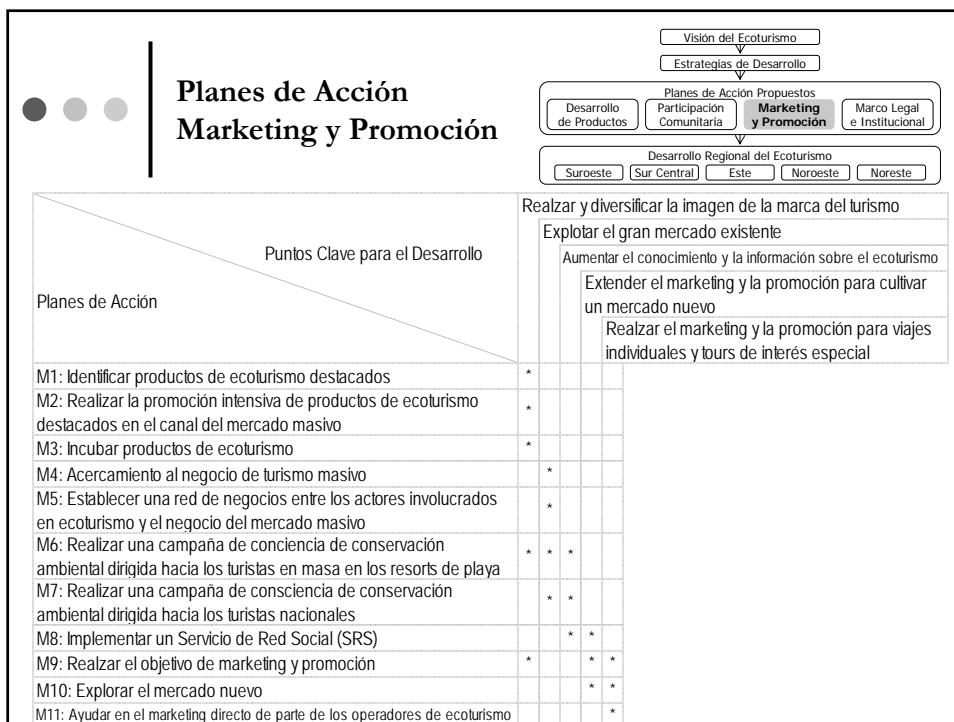 Planes de Acción
Marketing y Promoción
Visión del Ecoturismo
Estrategias de Desarrollo
Planes de Acción Propuestos
Desarrollo
de Productos
Participación
Comunitaria
Marketing
y Promoción
Marco Legal
e Institucional
Desarrollo Regional del Ecoturismo
Suroeste
Sur Central
Este
Noroeste
Noreste
Puntos Clave para el Desarrollo
Planes de Acción
Realzar y diversificar la imagen de la marca del turismo
Explotar el gran mercado existente
Aumentar el conocimiento y la información sobre el ecoturismo
Extender el marketing y la promoción para cultivar
un mercado nuevo
Realzar el marketing y la promoción para viajes
individuales y tours de interés especial
M1: Identificar productos de ecoturismo destacados *
M2: Realizar la promoción intensiva de productos de ecoturismo
destacados en el canal del mercado masivo *
M3: Incubar productos de ecoturismo *
M4: Acercamiento al negocio de turismo masivo *
M5: Establecer una red de negocios entre los actores involucrados
en ecoturismo y el negocio del mercado masivo *
M6: Realizar una campaña de conciencia de conservación
ambiental dirigida hacia los turistas en masa en los resorts de playa * * *
M7: Realizar una campaña de consciencia de conservación
ambiental dirigida hacia los turistas nacionales * *
M8: Implementar un Servicio de Red Social (SRS) * *
M9: Realzar el objetivo de marketing y promoción * * *
M10: Explorar el mercado nuevo * *
M11: Ayudar en el marketing directo de parte de los operadores de ecoturismo *